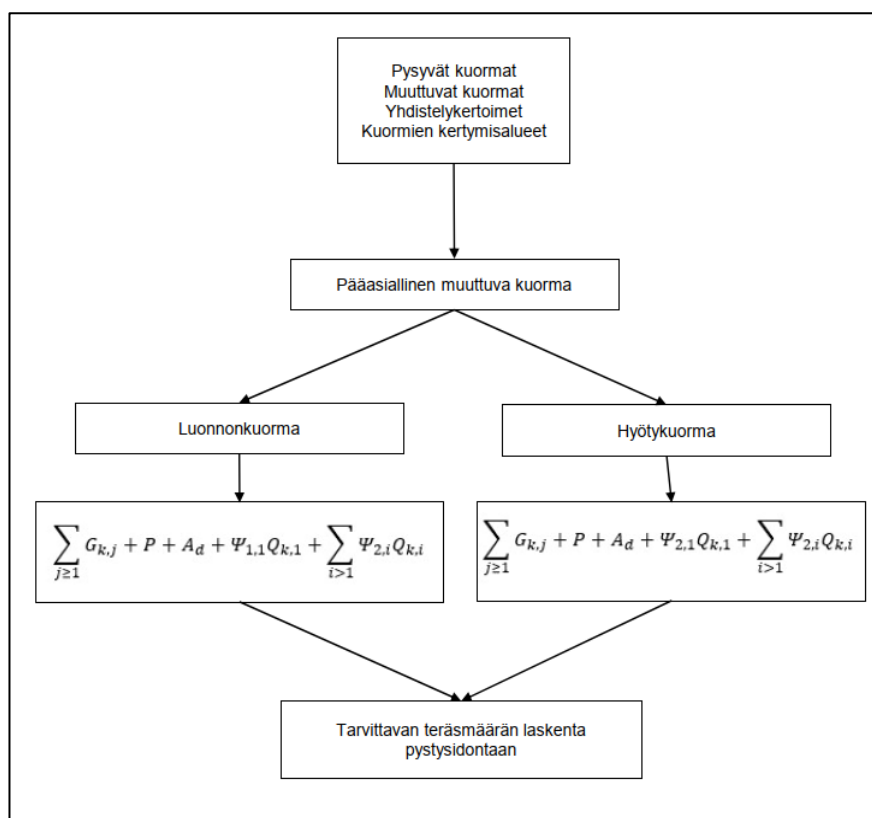 Pysyvät kuormat
Muuttuvat kuormat
Yhdistelykertoimet
Kuormien kertymisalueet
Pääasiallinen muuttuva kuorma
Luonnonkuorma
Hyötykuorma
∑_{j≥1} G_{k,j} + P + A_d + Ψ_{1,1}Q_{k,1} + ∑_{i>1} Ψ_{2,i}Q_{k,i}
∑_{j≥1} G_{k,j} + P + A_d + Ψ_{2,1}Q_{k,1} + ∑_{i>1} Ψ_{2,i}Q_{k,i}
Tarvittavan teräsmäärän laskenta
pystysidontaan